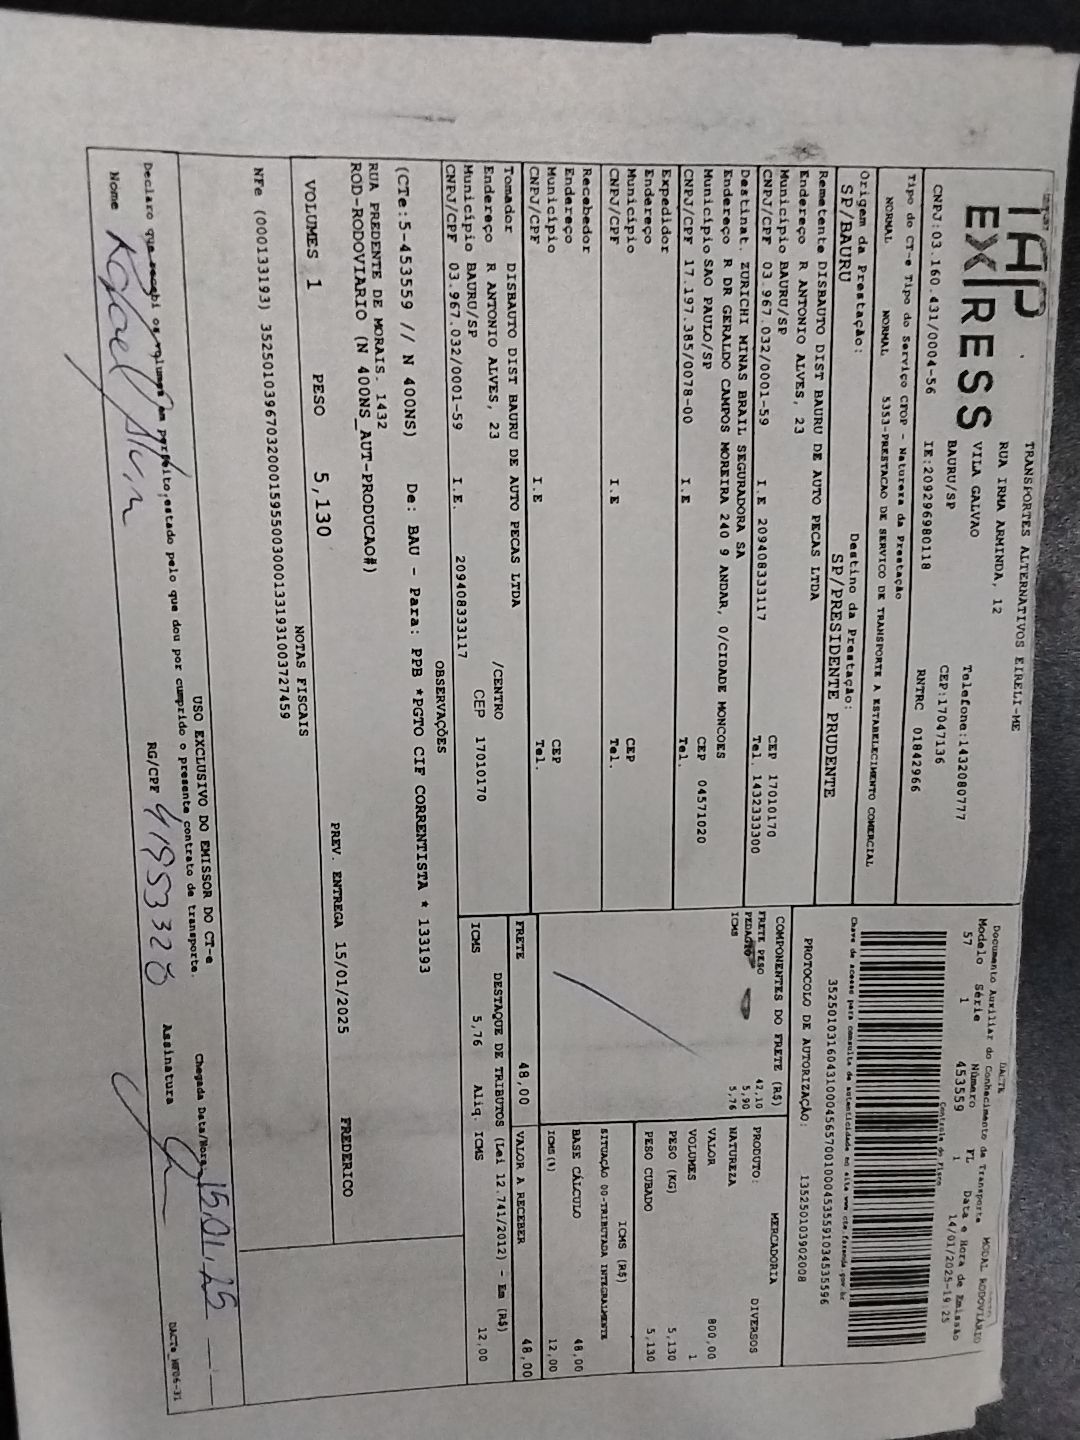 TAP
EXPRESS
TRANSPORTES ALTERNATIVOS EIRELI-ME
RUA IRMA ARMINDA, 12
VILA GALVAO
BAURU/SP
Telefone:1432080777
CEP:17047136
CNPJ:03.160.431/0004-56 IE:209296980118 RNTRC 01842966
DACTE
Documento Auxiliar do Conhecimento de Transporte MODAL RODOVIÁRIO
Modelo Série Número FL Data e Hora de Emissão
57 1 453559 1 14/01/2025-19:25
Controle do Fisco
Chave de acesso para consulta de autenticidade no site www.cte.fazenda.gov.br
PROTOCOLO DE AUTORIZAÇÃO: 135250103902008
Tipo do CT-e Tipo do Serviço CFOP - Natureza da Prestação
NORMAL NORMAL 5353-PRESTACAO DE SERVICO DE TRANSPORTE A ESTABELECIMENTO COMERCIAL
Origem da Prestação: Destino da Prestação:
SP/BAURU SP/PRESIDENTE PRUDENTE
Remetente DISBAUTO DIST BAURU DE AUTO PECAS LTDA
Endereço R ANTONIO ALVES, 23
Município BAURU/SP CEP 17010170
CNPJ/CPF 03.967.032/0001-59 I.E 209408333117 Tel. 1432333300
Destinat. ZURICHI MINAS BRAIL SEGURADORA SA
Endereço R DR GERALDO CAMPOS MOREIRA 240 9 ANDAR, 0/CIDADE MONCOES
Município SAO PAULO/SP CEP 04571020
CNPJ/CPF 17.197.385/0078-00 I.E Tel.
Expedidor
Endereço
Município CEP
CNPJ/CPF I.E Tel.
Recebedor
Endereço
Município CEP
CNPJ/CPF I.E Tel.
Tomador DISBAUTO DIST BAURU DE AUTO PECAS LTDA
Endereço R ANTONIO ALVES, 23 /CENTRO
Município BAURU/SP CEP 17010170
CNPJ/CPF 03.967.032/0001-59 I.E. 209408333117
COMPONENTES DO FRETE (R$)
FRETE PESO 42,10
PEDAGIO 5,90
ICMS 5,76
MERCADORIA
PRODUTO: DIVERSOS
NATUREZA
VALOR 800,00
VOLUMES 1
PESO (KG) 5,130
PESO CUBADO 5,130
ICMS (R$)
SITUAÇÃO 00-TRIBUTADA INTEGRALMENTE
BASE CÁLCULO 48,00
ICMS(%) 12,00
FRETE 48,00 VALOR A RECEBER 48,00
DESTAQUE DE TRIBUTOS (Lei 12.741/2012) - Em (R$)
ICMS 5,76 Aliq. ICMS 12,00
OBSERVAÇÕES
(CTe:5-453559 // N 400NS) De: BAU - Para: PPB *PGTO CIF CORRENTISTA * 133193
RUA PREDENTE DE MORAIS. 1432
ROD-RODOVIARIO (N 400NS_AUT-PRODUCAO#)
VOLUMES 1 PESO 5,130 PREV. ENTREGA 15/01/2025 FREDERICO
NOTAS FISCAIS
NFe (000133193)
USO EXCLUSIVO DO EMISSOR DO CT-e
Declaro que recebi os volumes em perfeito estado pelo que dou por cumprido o presente contrato de transporte.
Chegada Data/Hora 15.01.25
Nome RG/CPF Assinatura
DACTe_WF06-31